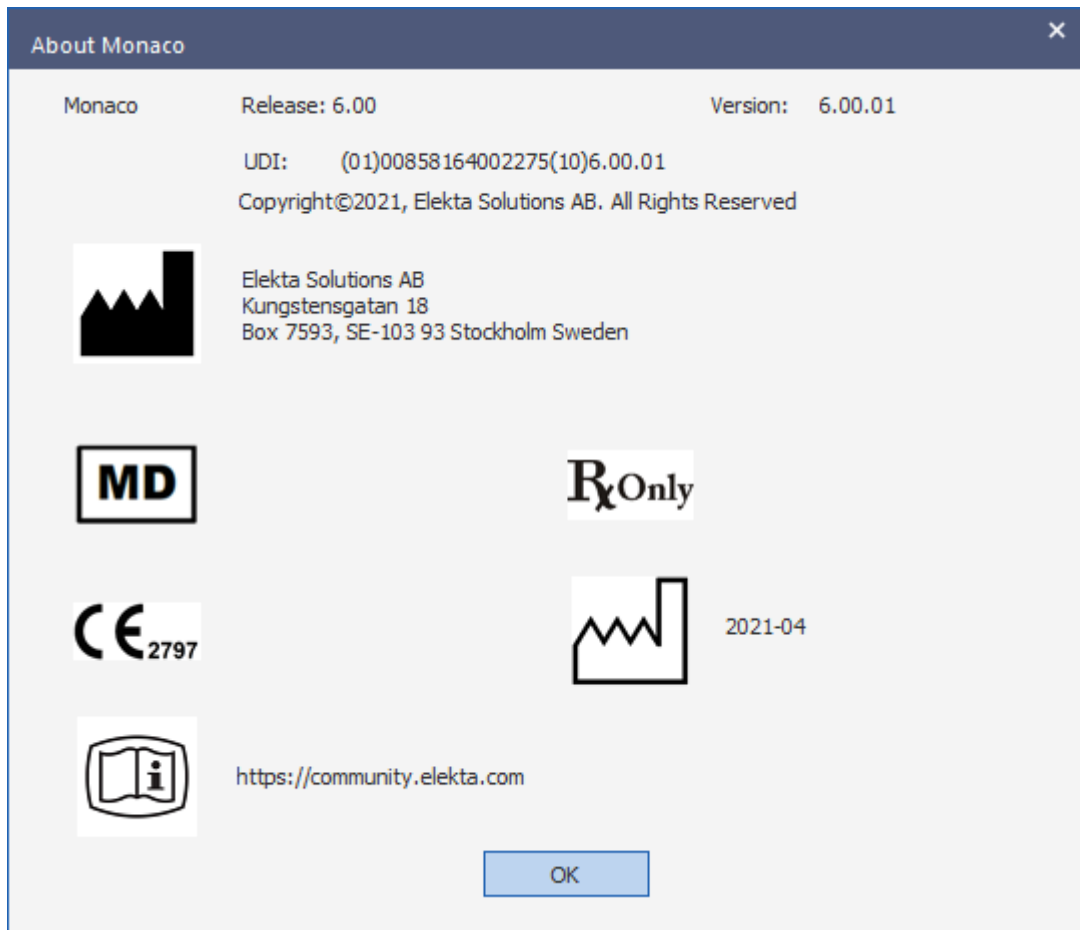 About Monaco
Monaco Release: 6.00 Version: 6.00.01
UDI: (01)00858164002275(10)6.00.01
Copyright©2021, Elekta Solutions AB. All Rights Reserved
Elekta Solutions AB
Kungstensgatan 18
Box 7593, SE-103 93 Stockholm Sweden
MD
Rx Only
CE 2797
2021-04
i
https://community.elekta.com
OK